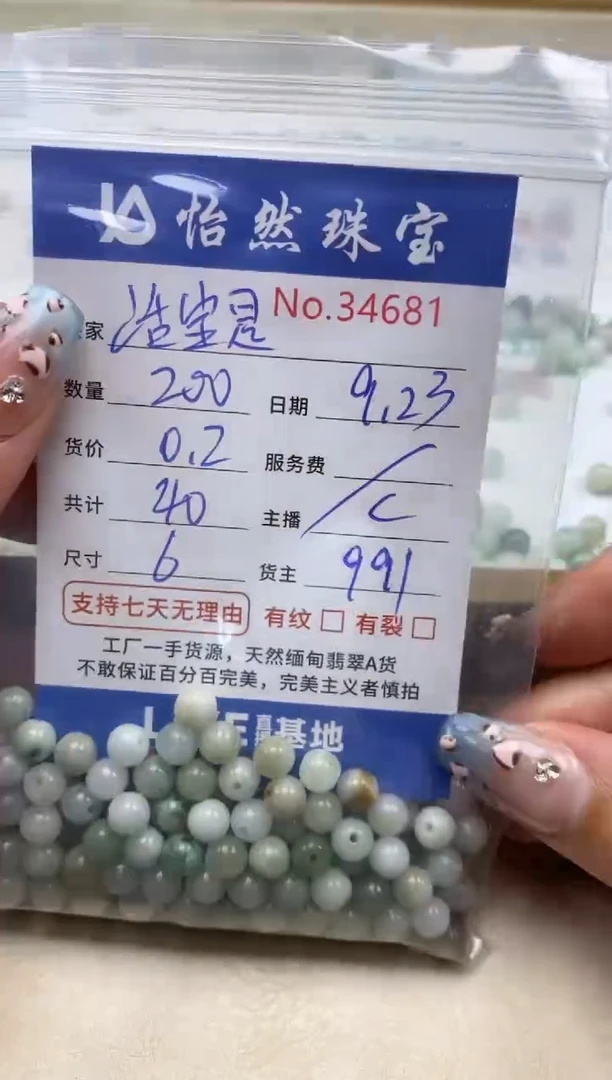 怡然珠宝
家 No.34681
数量 200 日期 9.23
货价 0.2 服务费 /
共计 40 主播 C
尺寸 6 货主 991
支持七天无理由 有纹 □ 有裂 □
工厂一手货源，天然缅甸翡翠A货
不敢保证百分百完美，完美主义者慎拍
基地